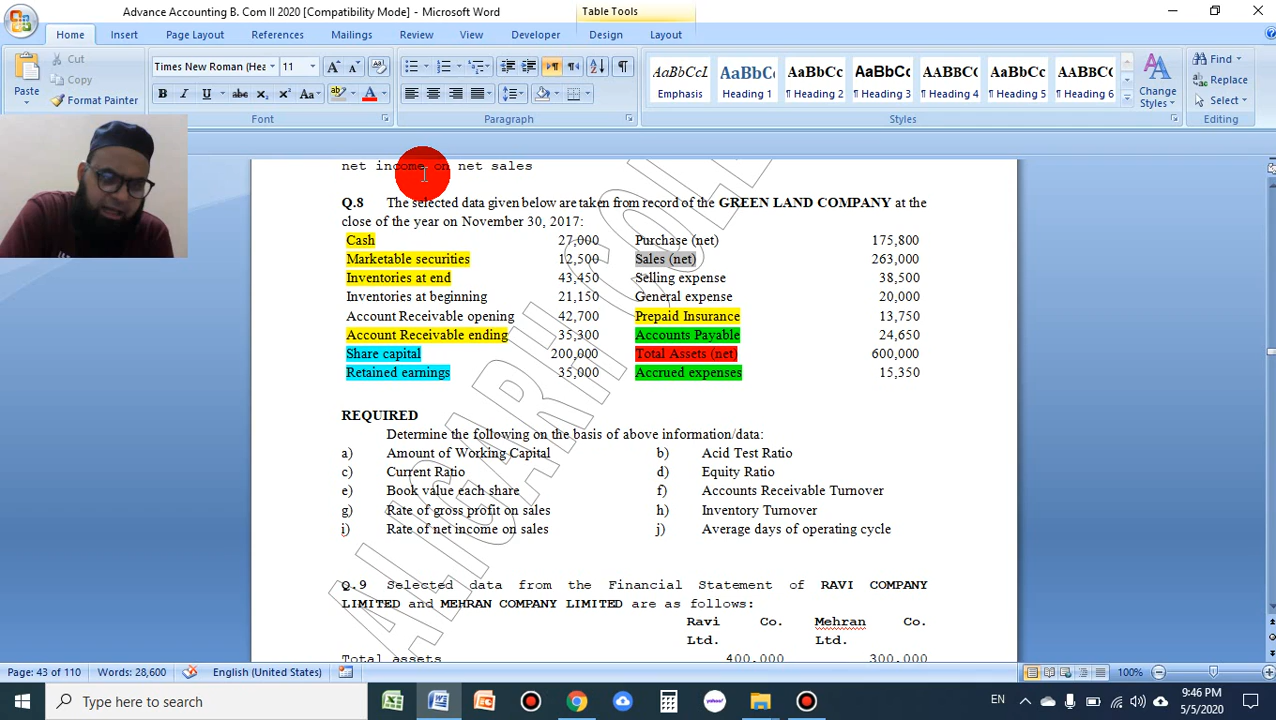 Advance Accounting B. Com II 2020 [Compatibility Mode] - Microsoft Word
Table Tools
Home Insert Page Layout References Mailings Review View Developer Design Layout
Paste
Cut
Copy
Format Painter
Times New Roman (Hea 11
Font
Paragraph
AaBbCcI AaBbCc AaBbCc AaBbCc AaBbCc AaBbCc AaBbCc
Emphasis ¶ Heading 1 ¶ Heading 2 ¶ Heading 3 ¶ Heading 4 ¶ Heading 5 ¶ Heading 6
Styles
Change Styles
Find
Replace
Select
Editing
net income on net sales
Q.8 The selected data given below are taken from record of the GREEN LAND COMPANY at the
close of the year on November 30, 2017:
Cash 27,000 Purchase (net) 175,800
Marketable securities 12,500 Sales (net) 263,000
Inventories at end 43,450 Selling expense 38,500
Inventories at beginning 21,150 General expense 20,000
Account Receivable opening 42,700 Prepaid Insurance 13,750
Account Receivable ending 35,300 Accounts Payable 24,650
Share capital 200,000 Total Assets (net) 600,000
Retained earnings 35,000 Accrued expenses 15,350
REQUIRED
Determine the following on the basis of above information/data:
a) Amount of Working Capital b) Acid Test Ratio
c) Current Ratio d) Equity Ratio
e) Book value each share f) Accounts Receivable Turnover
g) Rate of gross profit on sales h) Inventory Turnover
i) Rate of net income on sales j) Average days of operating cycle
Q.9 Selected data from the Financial Statement of RAVI COMPANY
LIMITED and MEHRAN COMPANY LIMITED are as follows:
Ravi Co. Mehran Co.
Ltd. Ltd.
Total assets 400,000 300,000
Page: 43 of 110 Words: 28,600 English (United States) 100%
Type here to search
EN
9:46 PM
5/5/2020